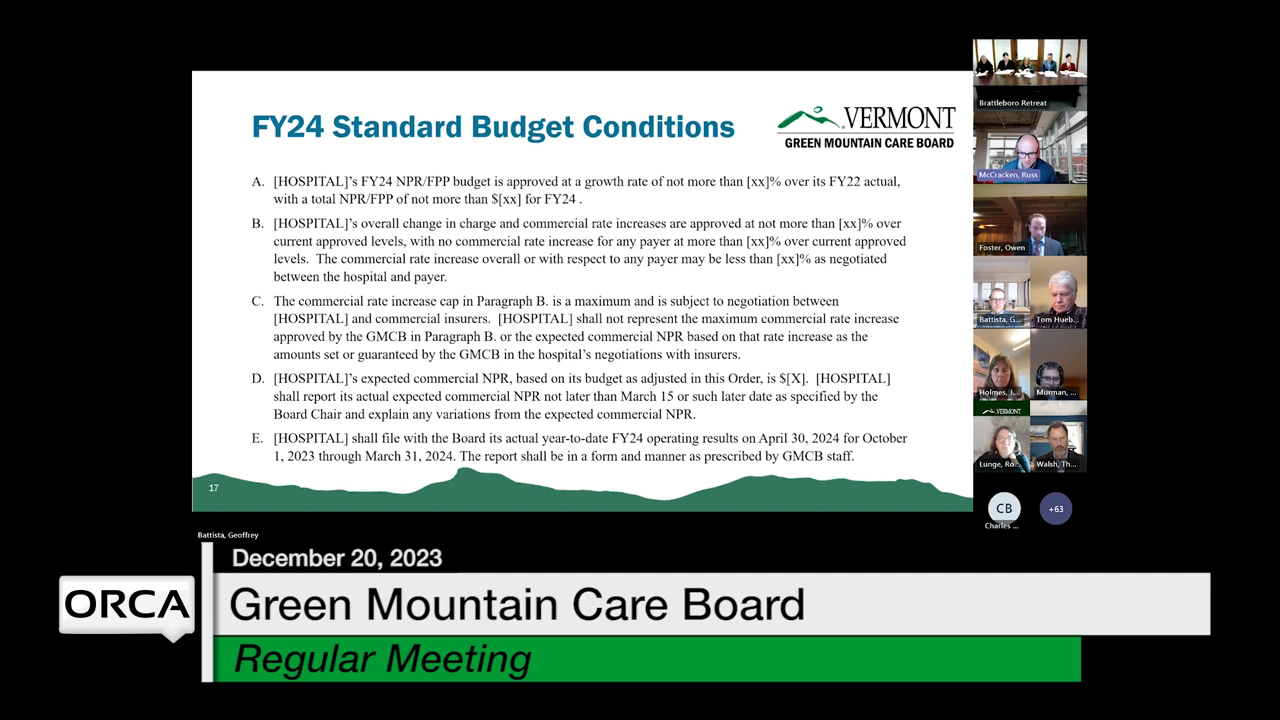 FY24 Standard Budget Conditions
VERMONT
GREEN MOUNTAIN CARE BOARD
A. [HOSPITAL]'s FY24 NPR/FPP budget is approved at a growth rate of not more than [xx]% over its FY22 actual,
with a total NPR/FPP of not more than $[xx] for FY24 .
B. [HOSPITAL]'s overall change in charge and commercial rate increases are approved at not more than [xx]% over
current approved levels, with no commercial rate increase for any payer at more than [xx]% over current approved
levels. The commercial rate increase overall or with respect to any payer may be less than [xx]% as negotiated
between the hospital and payer.
C. The commercial rate increase cap in Paragraph B. is a maximum and is subject to negotiation between
[HOSPITAL] and commercial insurers. [HOSPITAL] shall not represent the maximum commercial rate increase
approved by the GMCB in Paragraph B. or the expected commercial NPR based on that rate increase as the
amounts set or guaranteed by the GMCB in the hospital's negotiations with insurers.
D. [HOSPITAL]'s expected commercial NPR, based on its budget as adjusted in this Order, is $[X]. [HOSPITAL]
shall report its actual expected commercial NPR not later than March 15 or such later date as specified by the
Board Chair and explain any variations from the expected commercial NPR.
E. [HOSPITAL] shall file with the Board its actual year-to-date FY24 operating results on April 30, 2024 for October
1, 2023 through March 31, 2024. The report shall be in a form and manner as prescribed by GMCB staff.
17
Brattleboro Retreat
McCracken, Russ
Foster, Owen
Battista, G...
Tom Hueb...
Holmes, J...
Murman, ...
VERMONT
Lunge, Ro...
Walsh, Th...
CB
+63
Charles ...
Battista, Geoffrey
December 20, 2023
ORCA
Green Mountain Care Board
Regular Meeting